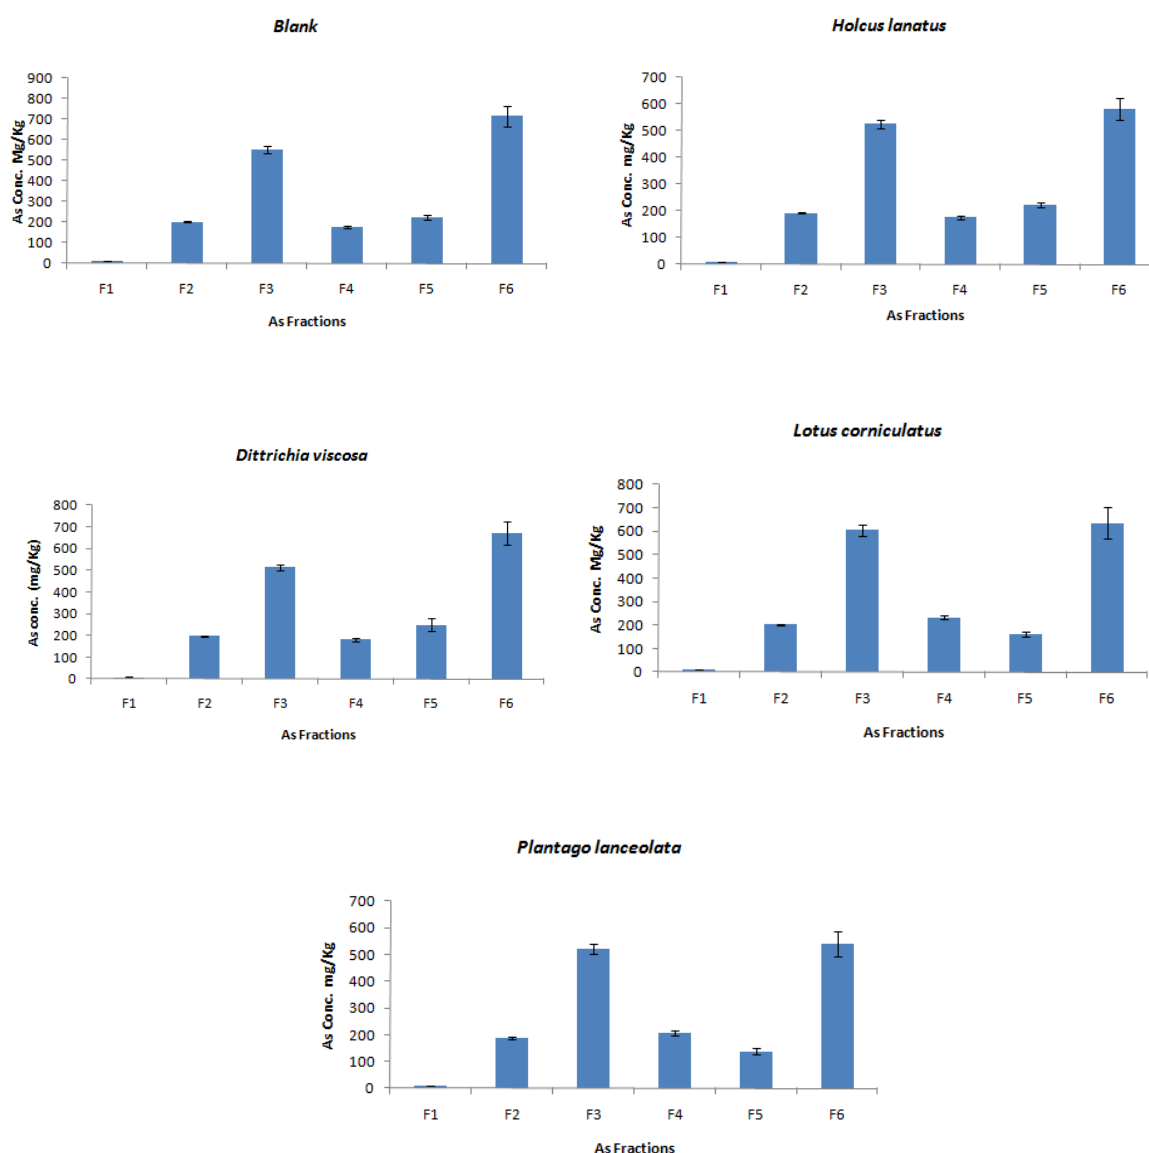 Blank
As Conc. Mg/Kg
900
800
700
600
500
400
300
200
100
0
F1 F2 F3 F4 F5 F6
As Fractions
Holcus lanatus
As Conc. mg/Kg
700
600
500
400
300
200
100
0
F1 F2 F3 F4 F5 F6
As Fractions
Dittrichia viscosa
As conc. (mg/Kg)
800
700
600
500
400
300
200
100
0
F1 F2 F3 F4 F5 F6
As Fractions
Lotus corniculatus
As Conc. Mg/Kg
800
700
600
500
400
300
200
100
0
F1 F2 F3 F4 F5 F6
As Fractions
Plantago lanceolata
As Conc. mg/Kg
700
600
500
400
300
200
100
0
F1 F2 F3 F4 F5 F6
As Fractions